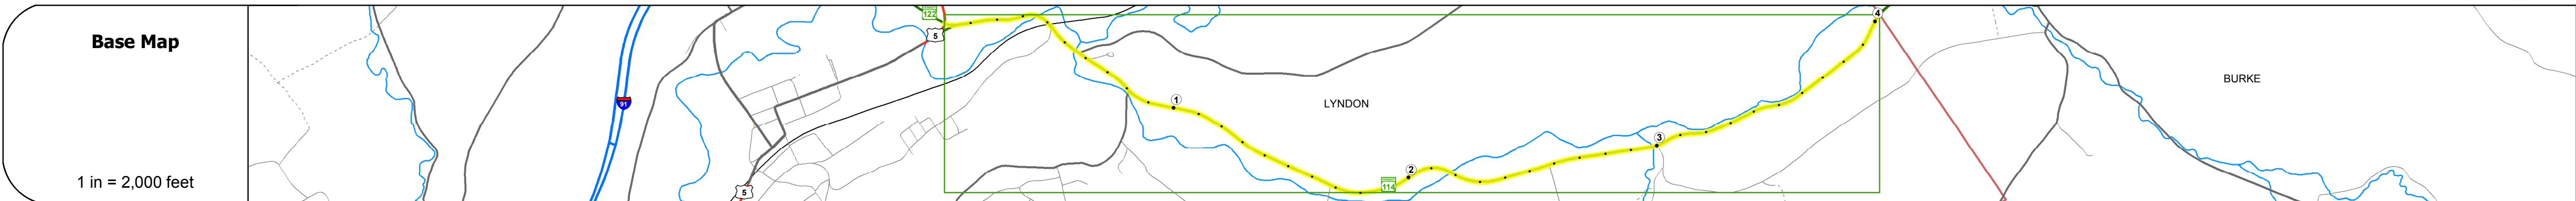 Base Map
1 in = 2,000 feet
91
5
122
5
1
LYNDON
114
2
3
4
BURKE